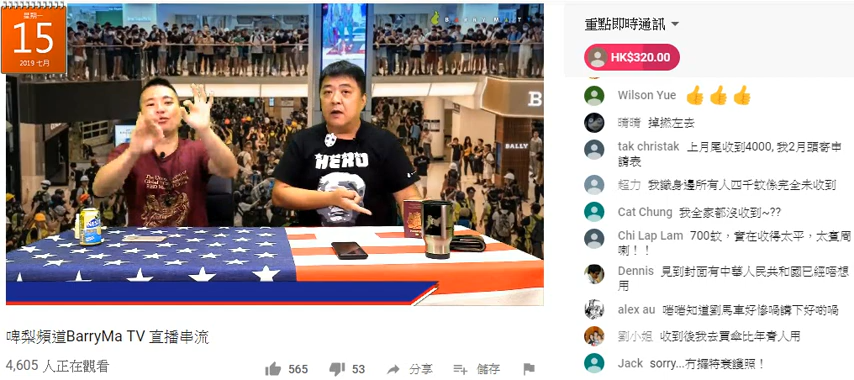 星期一
15
2019 七月
BARRYMATV
B
BALLY
HERO
啤梨頻道BarryMa TV 直播串流
4,605 人正在觀看
565
53
分享
儲存
重點即時通訊
HK$320.00
Wilson Yue 👍👍👍
晴晴 掉撚左去
tak christak 上月尾收到4000, 我2月頭寄申
請表
超力 我識身邊所有人四千蚊係完全未收到
Cat Chung 我全家都沒收到~??
Chi Lap Lam 700蚊，實在收得太平，太奮周
喇！！
Dennis 見到封面有中華人民共和國已經唔想
用
alex au 啱啱知道劉馬車好慘喎講下好啲喎
劉小姐 收到後我去買傘比年青人用
Jack sorry...冇攞特衰護照！